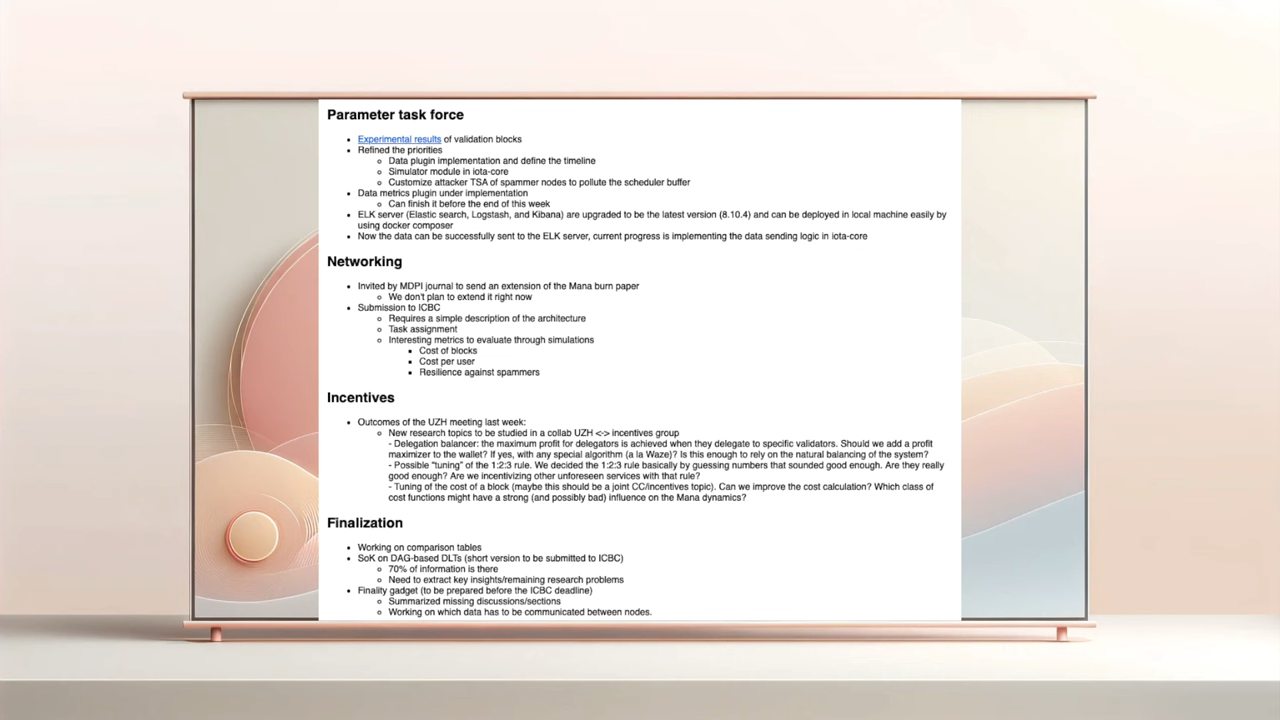 Parameter task force
• Experimental results of validation blocks
• Refined the priorities
○ Data plugin implementation and define the timeline
○ Simulator module in iota-core
○ Customize attacker TSA of spammer nodes to pollute the scheduler buffer
• Data metrics plugin under implementation
○ Can finish it before the end of this week
• ELK server (Elastic search, Logstash, and Kibana) are upgraded to be the latest version (8.10.4) and can be deployed in local machine easily by
using docker composer
• Now the data can be successfully sent to the ELK server, current progress is implementing the data sending logic in iota-core
Networking
• Invited by MDPI journal to send an extension of the Mana burn paper
○ We don't plan to extend it right now
• Submission to ICBC
○ Requires a simple description of the architecture
○ Task assignment
○ Interesting metrics to evaluate through simulations
▪ Cost of blocks
▪ Cost per user
▪ Resilience against spammers
Incentives
• Outcomes of the UZH meeting last week:
○ New research topics to be studied in a collab UZH <-> incentives group
- Delegation balancer: the maximum profit for delegators is achieved when they delegate to specific validators. Should we add a profit
maximizer to the wallet? If yes, with any special algorithm (a la Waze)? Is this enough to rely on the natural balancing of the system?
- Possible "tuning" of the 1:2:3 rule. We decided the 1:2:3 rule basically by guessing numbers that sounded good enough. Are they really
good enough? Are we incentivizing other unforeseen services with that rule?
- Tuning of the cost of a block (maybe this should be a joint CC/incentives topic). Can we improve the cost calculation? Which class of
cost functions might have a strong (and possibly bad) influence on the Mana dynamics?
Finalization
• Working on comparison tables
• SoK on DAG-based DLTs (short version to be submitted to ICBC)
○ 70% of information is there
○ Need to extract key insights/remaining research problems
• Finality gadget (to be prepared before the ICBC deadline)
○ Summarized missing discussions/sections
○ Working on which data has to be communicated between nodes.